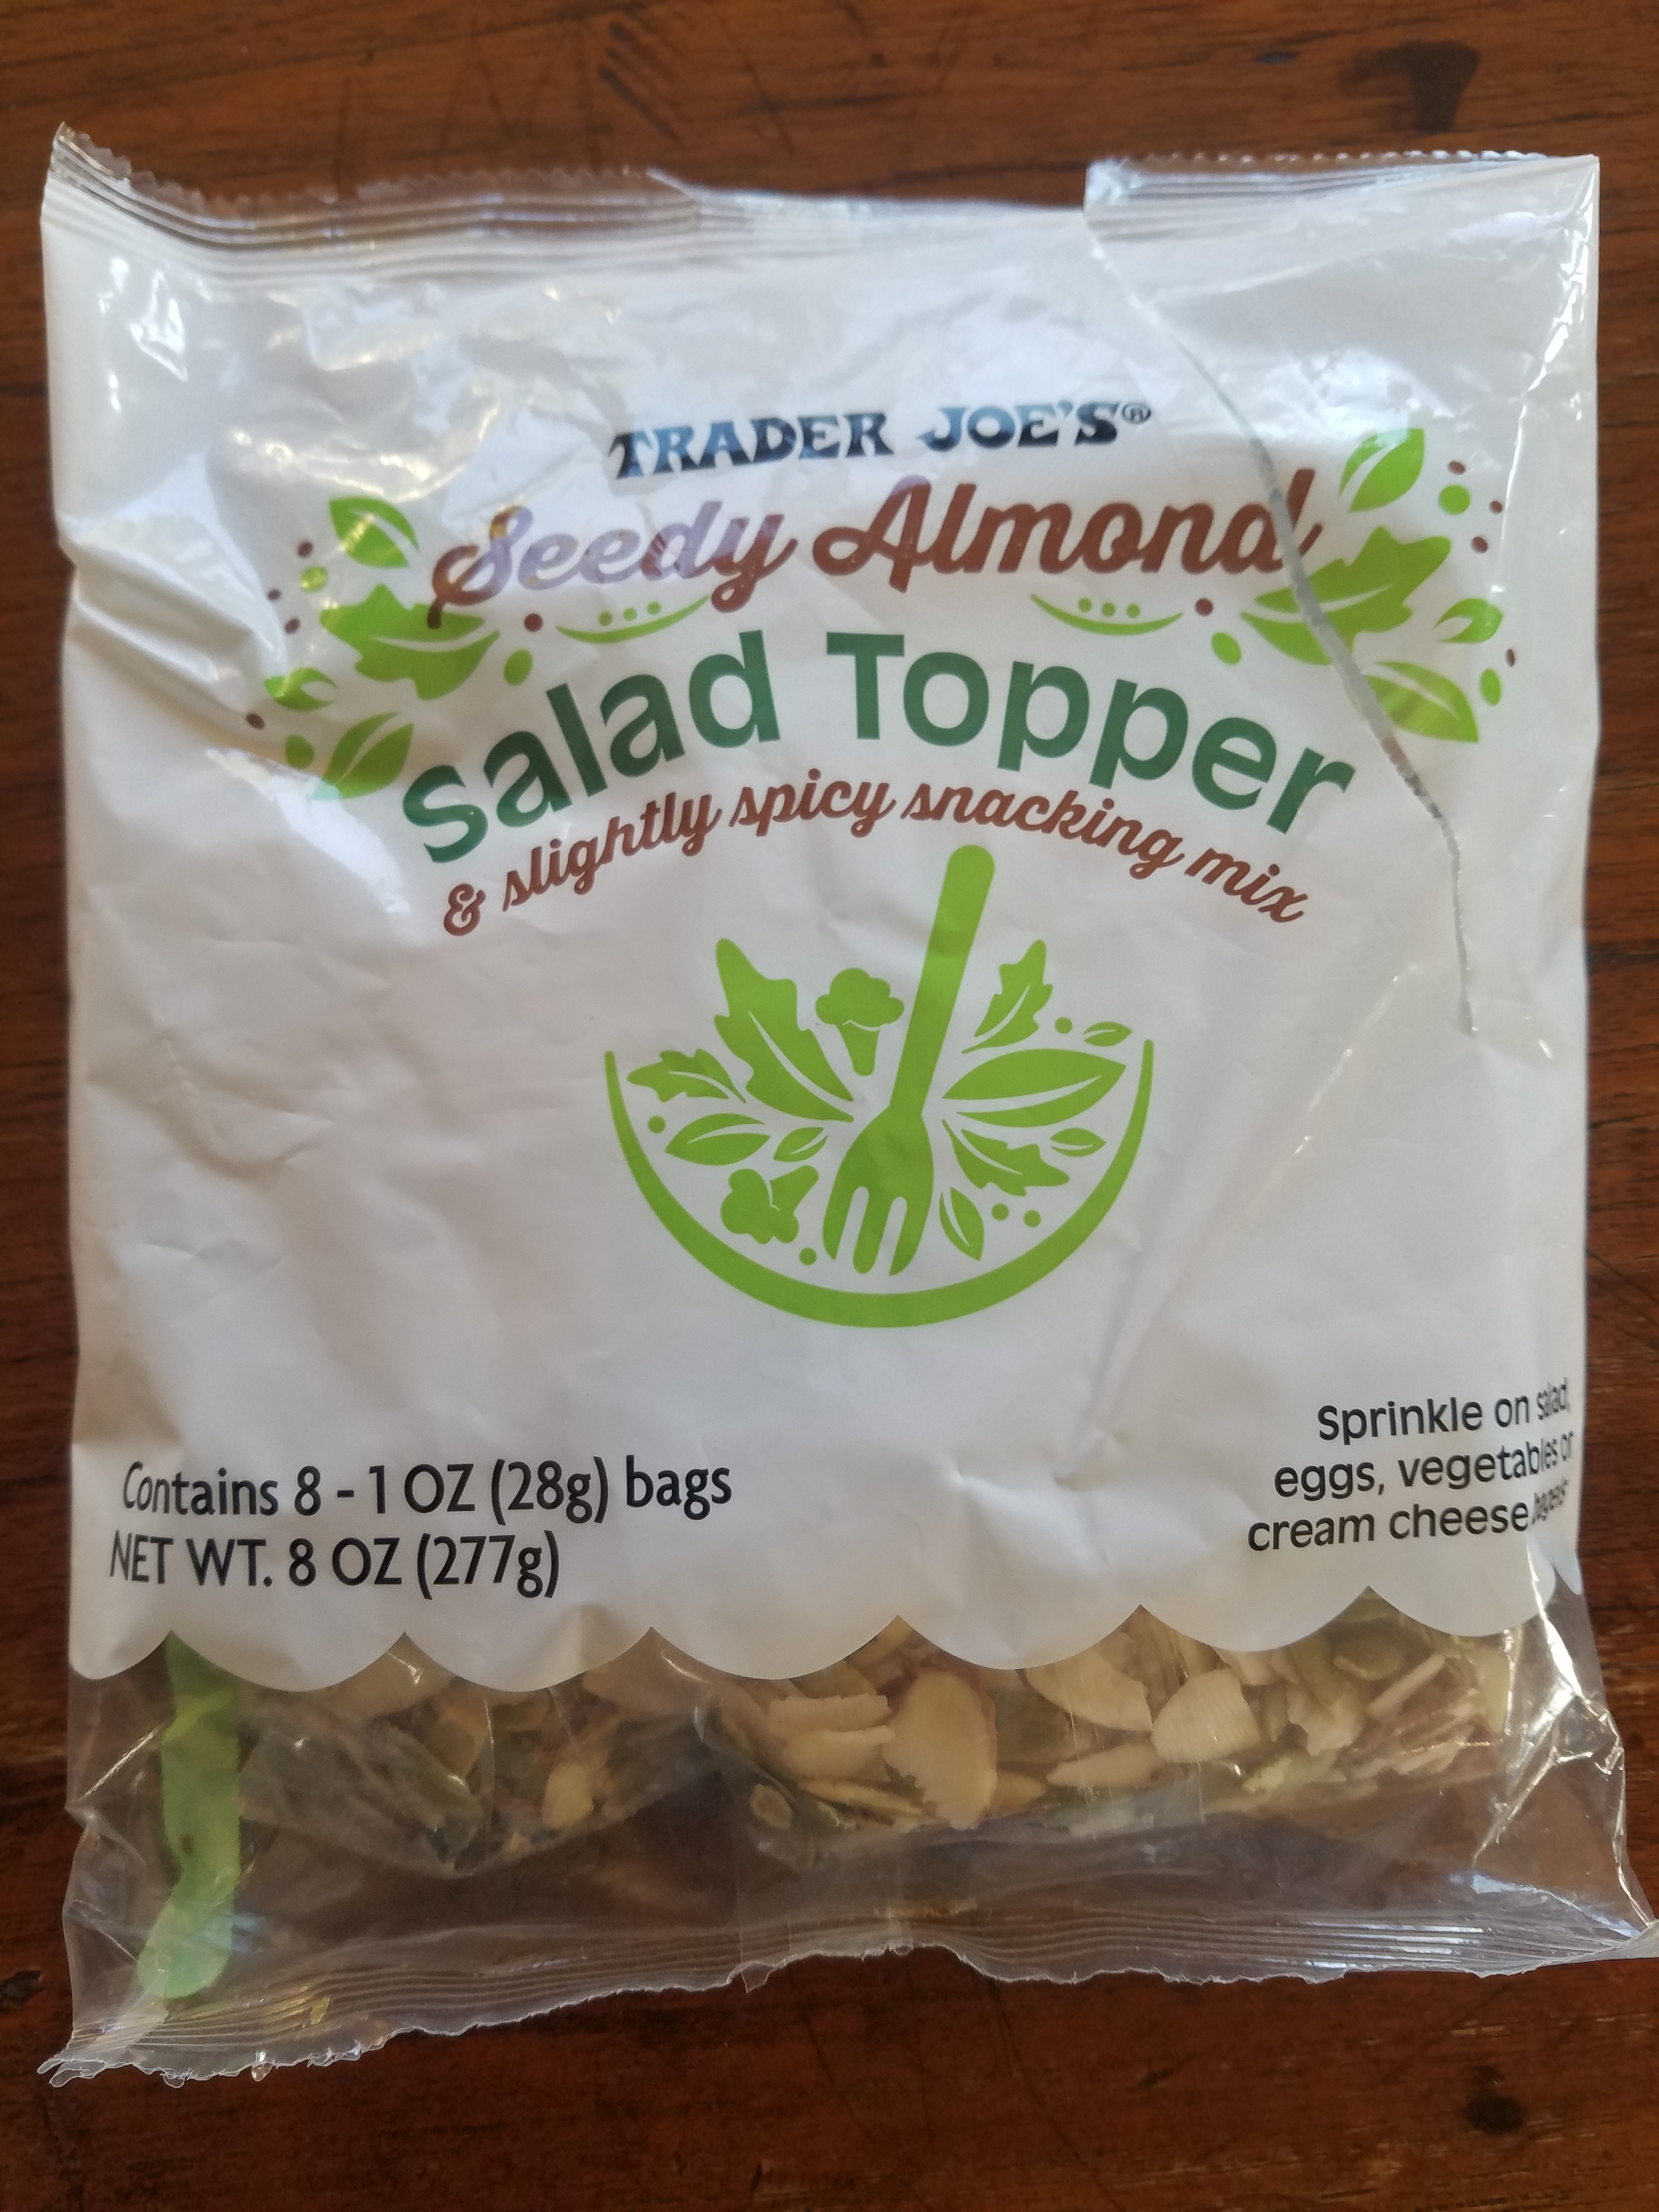 TRADER JOE'S®
Seedy Almond
Salad Topper
& slightly spicy snacking mix
Contains 8 - 1 OZ (28g) bags
NET WT. 8 OZ (277g)
Sprinkle on salad,
eggs, vegetables or
cream cheese bagels